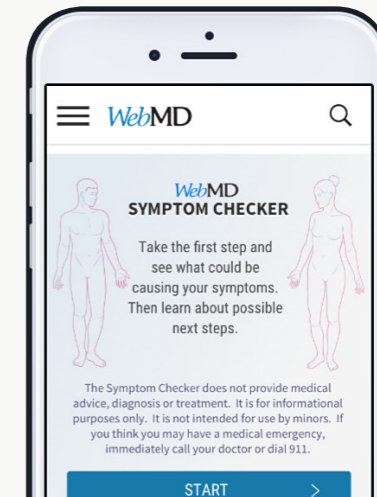 WebMD
WebMD
SYMPTOM CHECKER
Take the first step and
see what could be
causing your symptoms.
Then learn about possible
next steps.
The Symptom Checker does not provide medical
advice, diagnosis or treatment. It is for informational
purposes only. It is not intended for use by minors. If
you think you may have a medical emergency,
immediately call your doctor or dial 911.
START